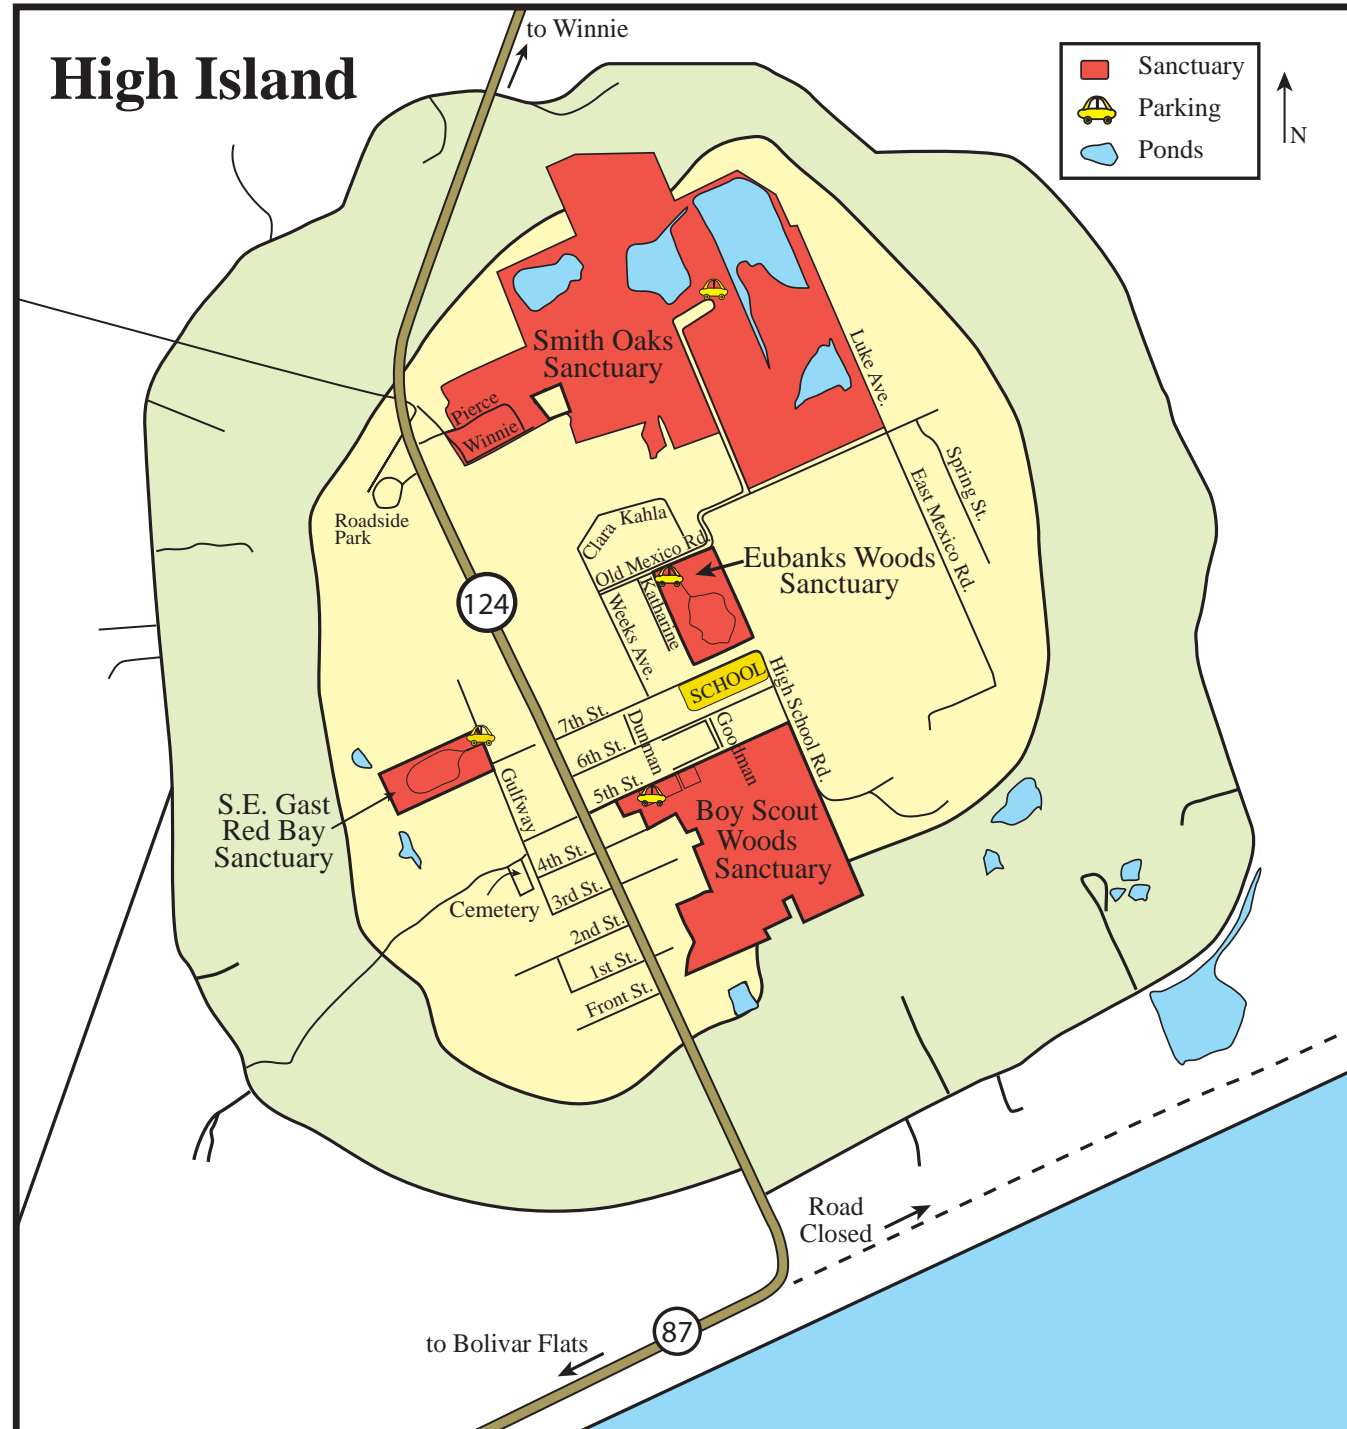 to Winnie
High Island
Sanctuary
Parking
Ponds
N
Smith Oaks
Sanctuary
Luke Ave.
Pierce
Winnie
Spring St.
East Mexico Rd.
Roadside
Park
Kahla
Clara
Old Mexico Rd.
Eubanks Woods
Sanctuary
Katharine
Weeks Ave.
124
SCHOOL
High School Rd.
7th St.
Dunman
Goodman
6th St.
5th St.
Gulfway
S.E. Gast
Red Bay
Sanctuary
Boy Scout
Woods
Sanctuary
4th St.
3rd St.
Cemetery
2nd St.
1st St.
Front St.
Road
Closed
87
to Bolivar Flats